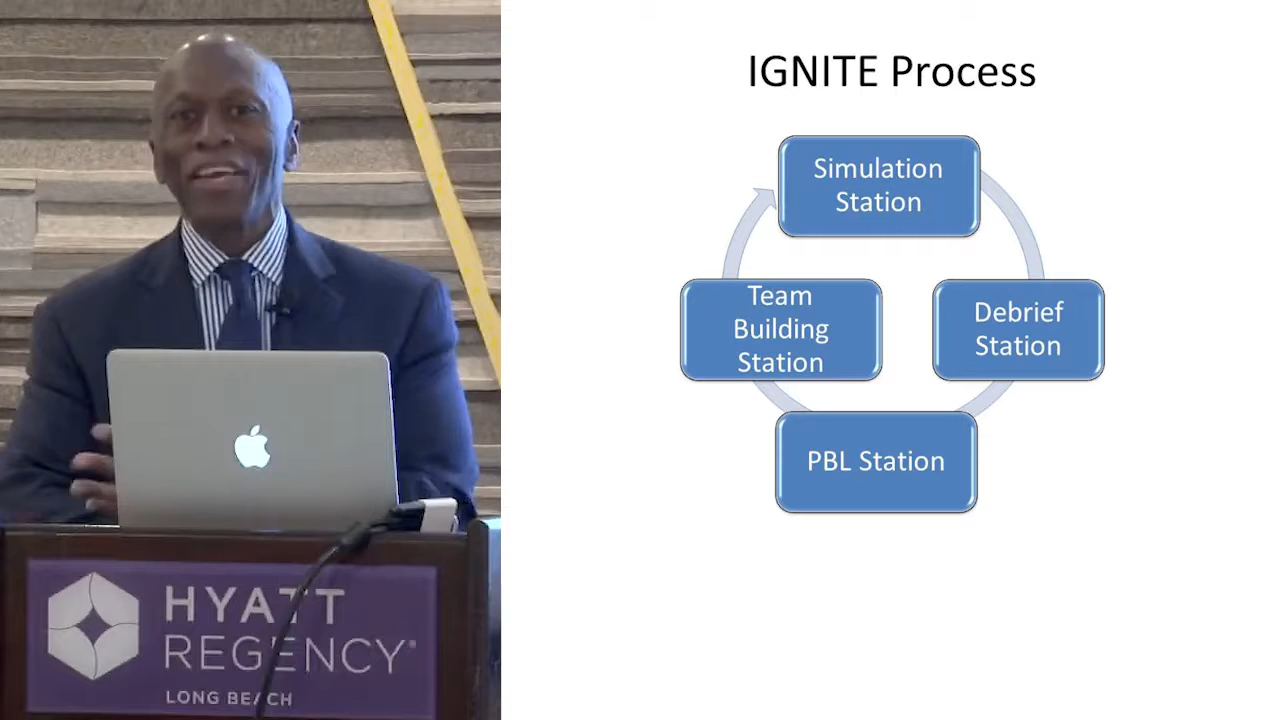 IGNITE Process
Simulation
Station
Team
Building
Station
Debrief
Station
PBL Station
HYATT
REGENCY®
LONG BEACH